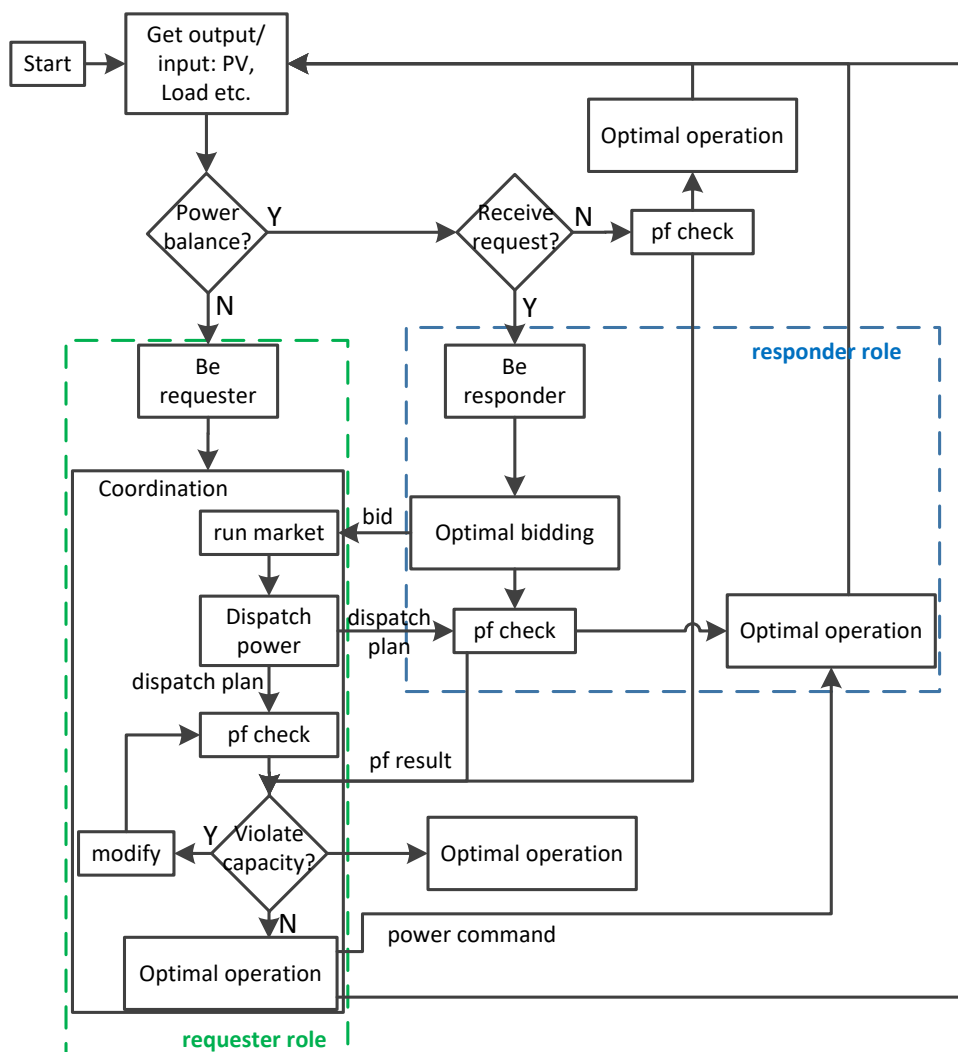 Get output/
input: PV,
Load etc.
Start
Optimal operation
Power
balance?
Y
Receive
request?
N
pf check
N
Y
responder role
Be
requester
Be
responder
Coordination
run market
bid
Optimal bidding
Dispatch
power
dispatch
plan
pf check
Optimal operation
dispatch plan
pf check
pf result
modify
Y
Violate
capacity?
Optimal operation
N
power command
Optimal operation
requester role